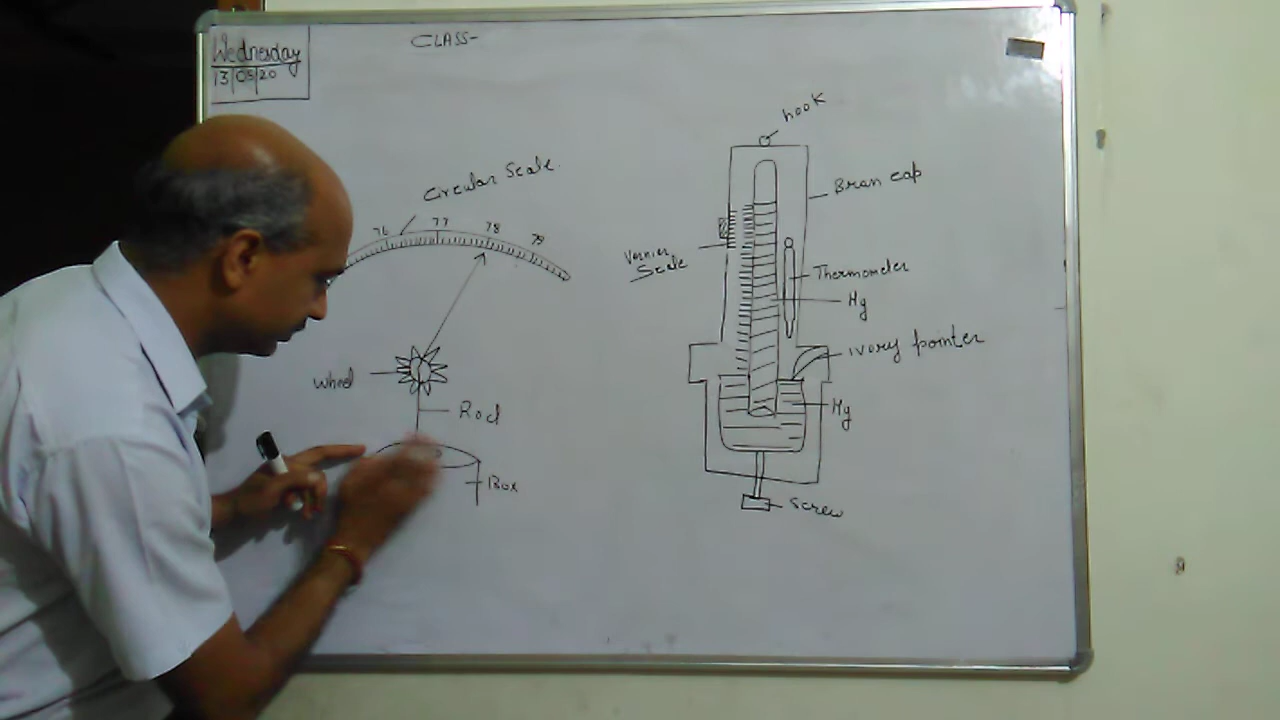 Wednesday
13/05/20
CLASS-
Circular Scale
76 77 78 79
Wheel
Rod
Box
hook
Brass cap
Vernier
Scale
Thermometer
Hg
ivory pointer
Hg
Screw